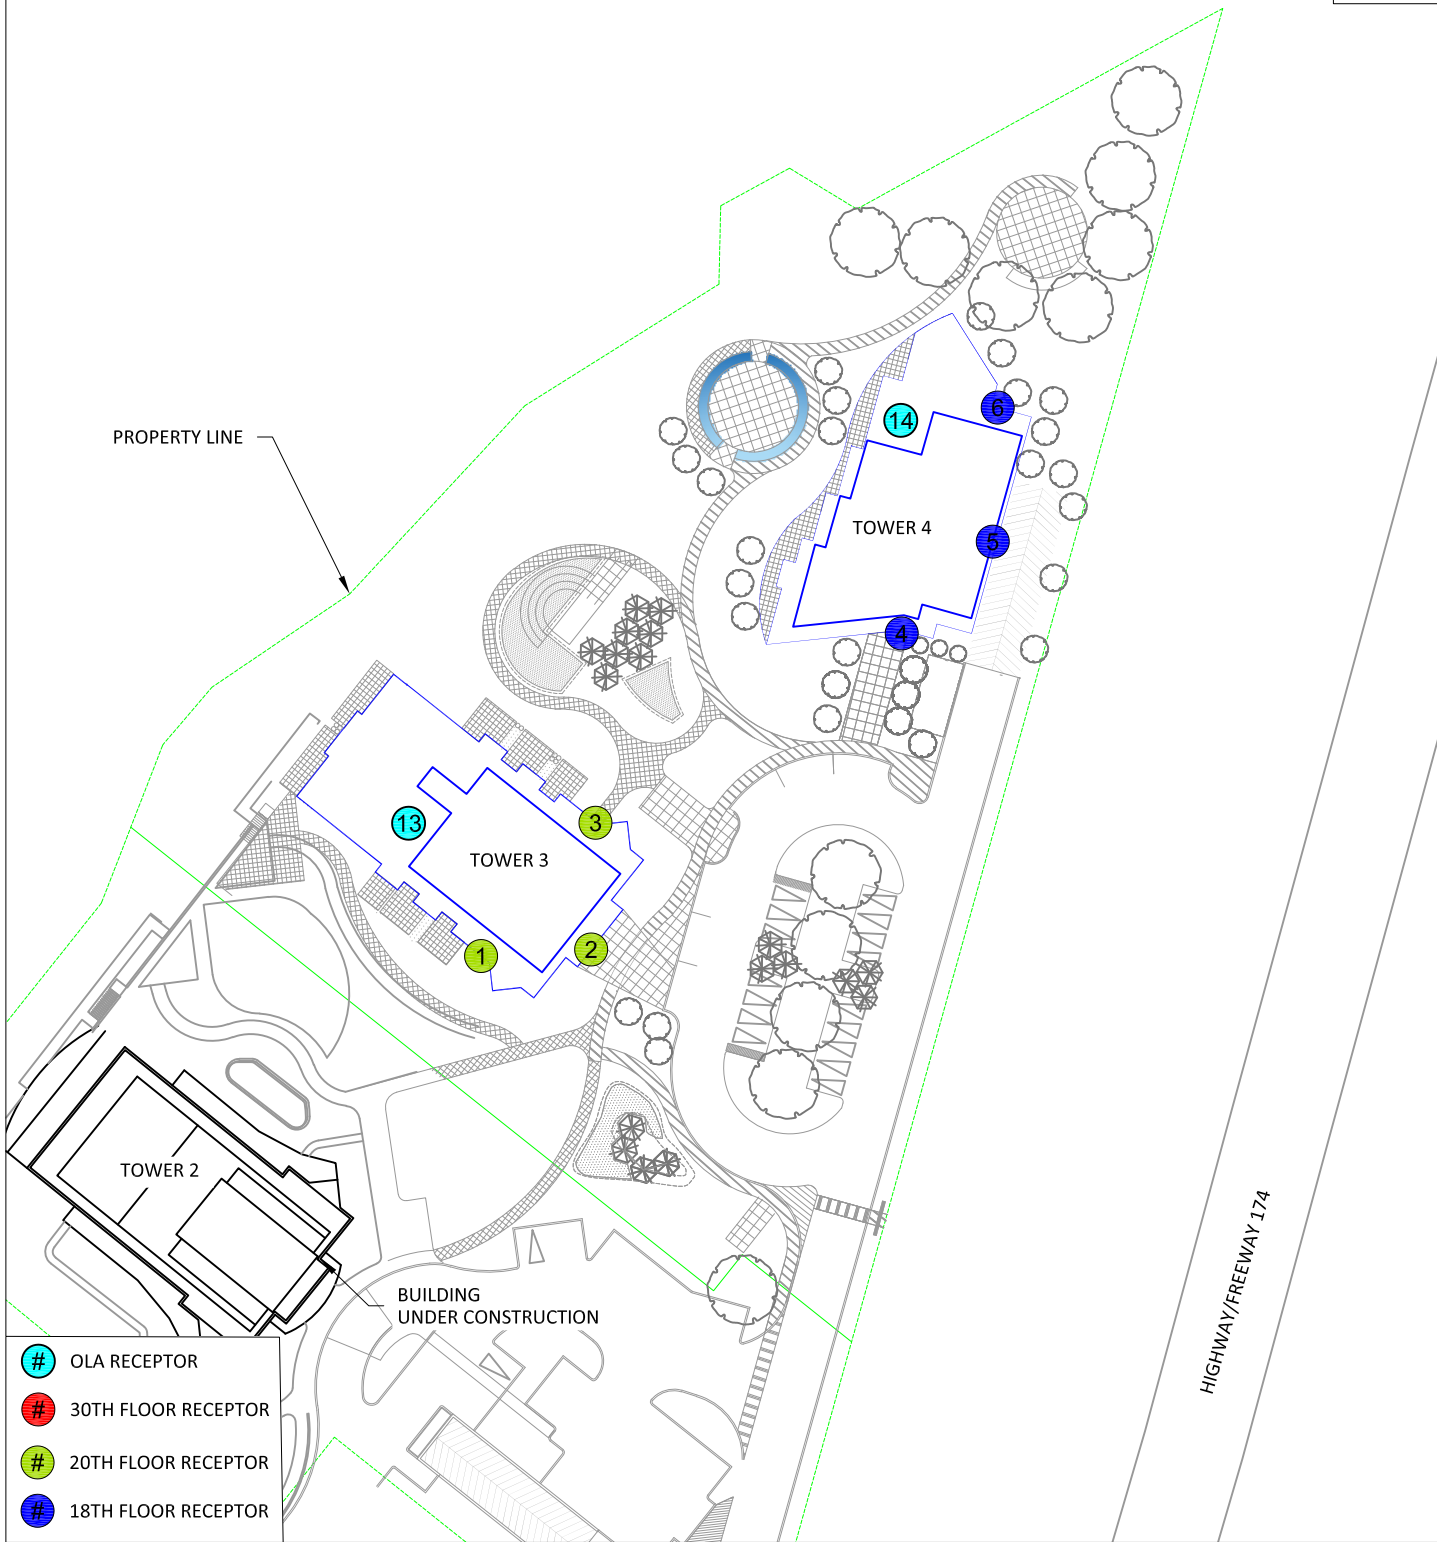 PROPERTY LINE
14
6
TOWER 4
5
4
13
3
TOWER 3
1
2
TOWER 2
BUILDING
UNDER CONSTRUCTION
HIGHWAY/FREEWAY 174
# OLA RECEPTOR
# 30TH FLOOR RECEPTOR
# 20TH FLOOR RECEPTOR
# 18TH FLOOR RECEPTOR